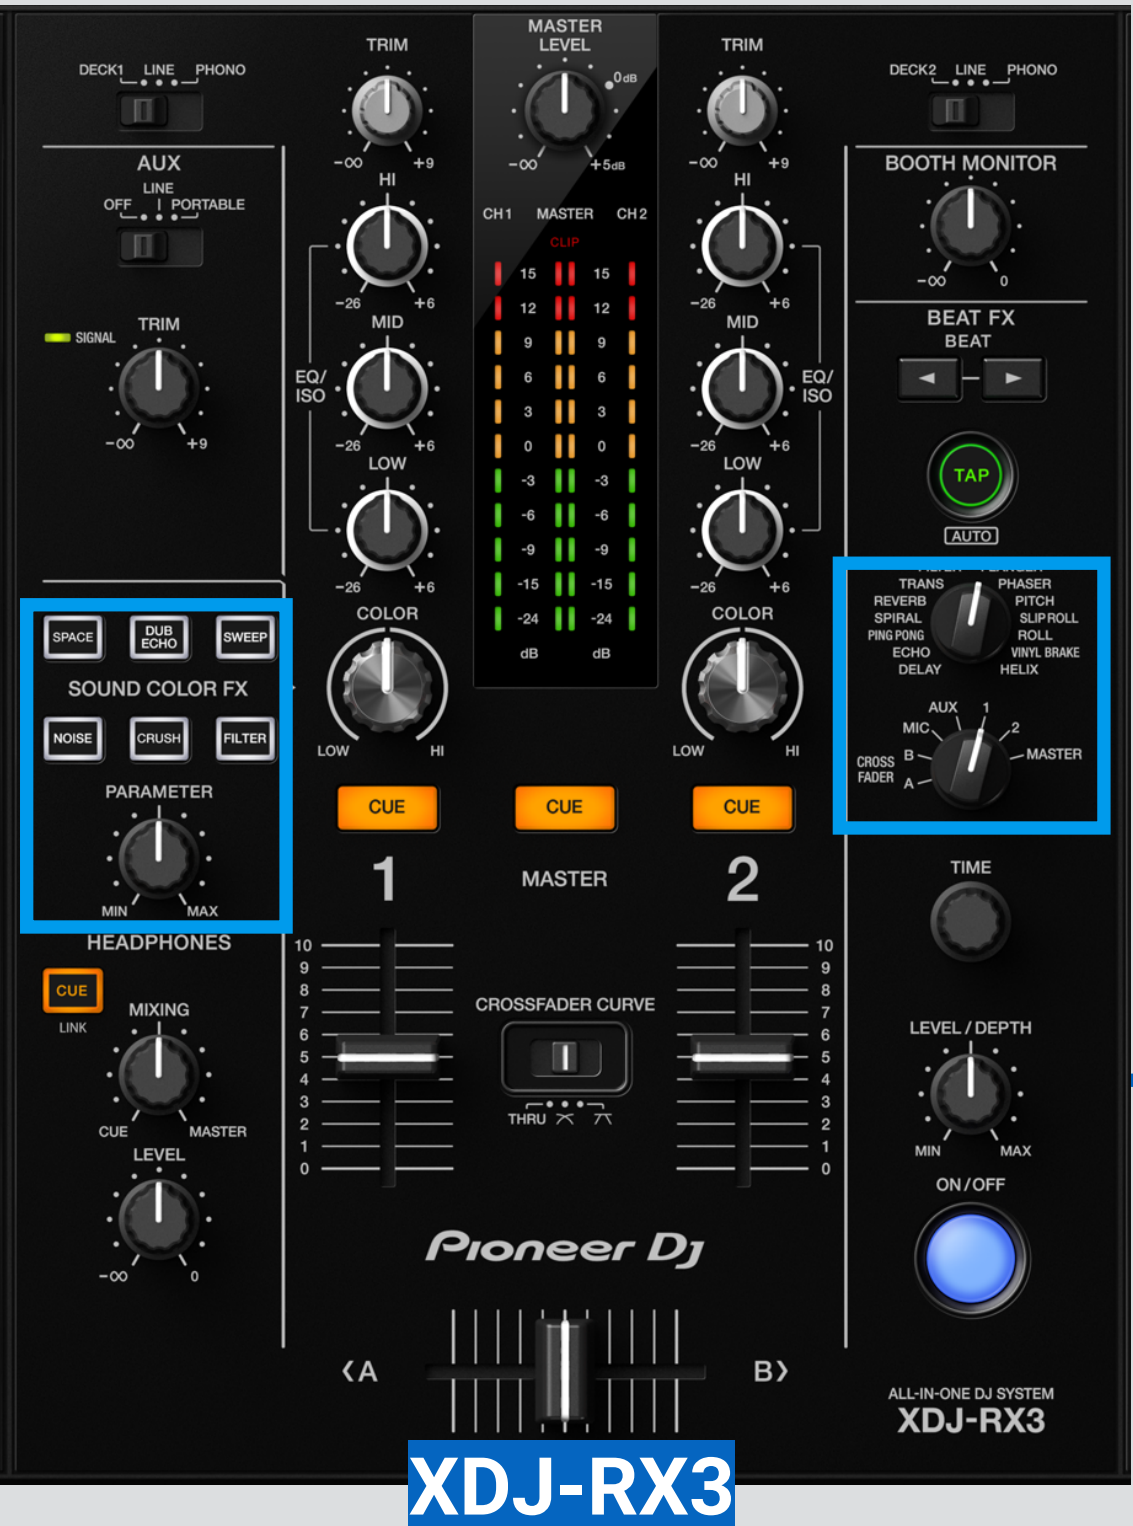 DECK1 LINE PHONO
AUX
LINE
OFF PORTABLE
SIGNAL
TRIM
-∞ +9
SPACE DUB ECHO SWEEP
SOUND COLOR FX
NOISE CRUSH FILTER
PARAMETER
MIN MAX
HEADPHONES
CUE
LINK
MIXING
CUE MASTER
LEVEL
-∞ 0
TRIM
-∞ +9
HI
-26 +6
MID
EQ/
ISO
-26 +6
LOW
-26 +6
COLOR
LOW HI
CUE
1
10
9
8
7
6
5
4
3
2
1
0
MASTER
LEVEL
0dB
-∞ +5dB
CH1 MASTER CH2
CLIP
15 15
12 12
9 9
6 6
3 3
0 0
-3 -3
-6 -6
-9 -9
-15 -15
-24 -24
dB dB
CUE
MASTER
CROSSFADER CURVE
THRU
TRIM
-∞ +9
HI
-26 +6
MID
EQ/
ISO
-26 +6
LOW
-26 +6
COLOR
LOW HI
CUE
2
10
9
8
7
6
5
4
3
2
1
0
Pioneer Dj
‹A B›
DECK2 LINE PHONO
BOOTH MONITOR
-∞ 0
BEAT FX
BEAT
◄ ►
TAP
AUTO
TRANS PHASER
REVERB PITCH
SPIRAL SLIP ROLL
PING PONG ROLL
ECHO VINYL BRAKE
DELAY HELIX
AUX 1
MIC 2
CROSS FADER B MASTER
A
TIME
LEVEL / DEPTH
MIN MAX
ON / OFF
ALL-IN-ONE DJ SYSTEM
XDJ-RX3
XDJ-RX3